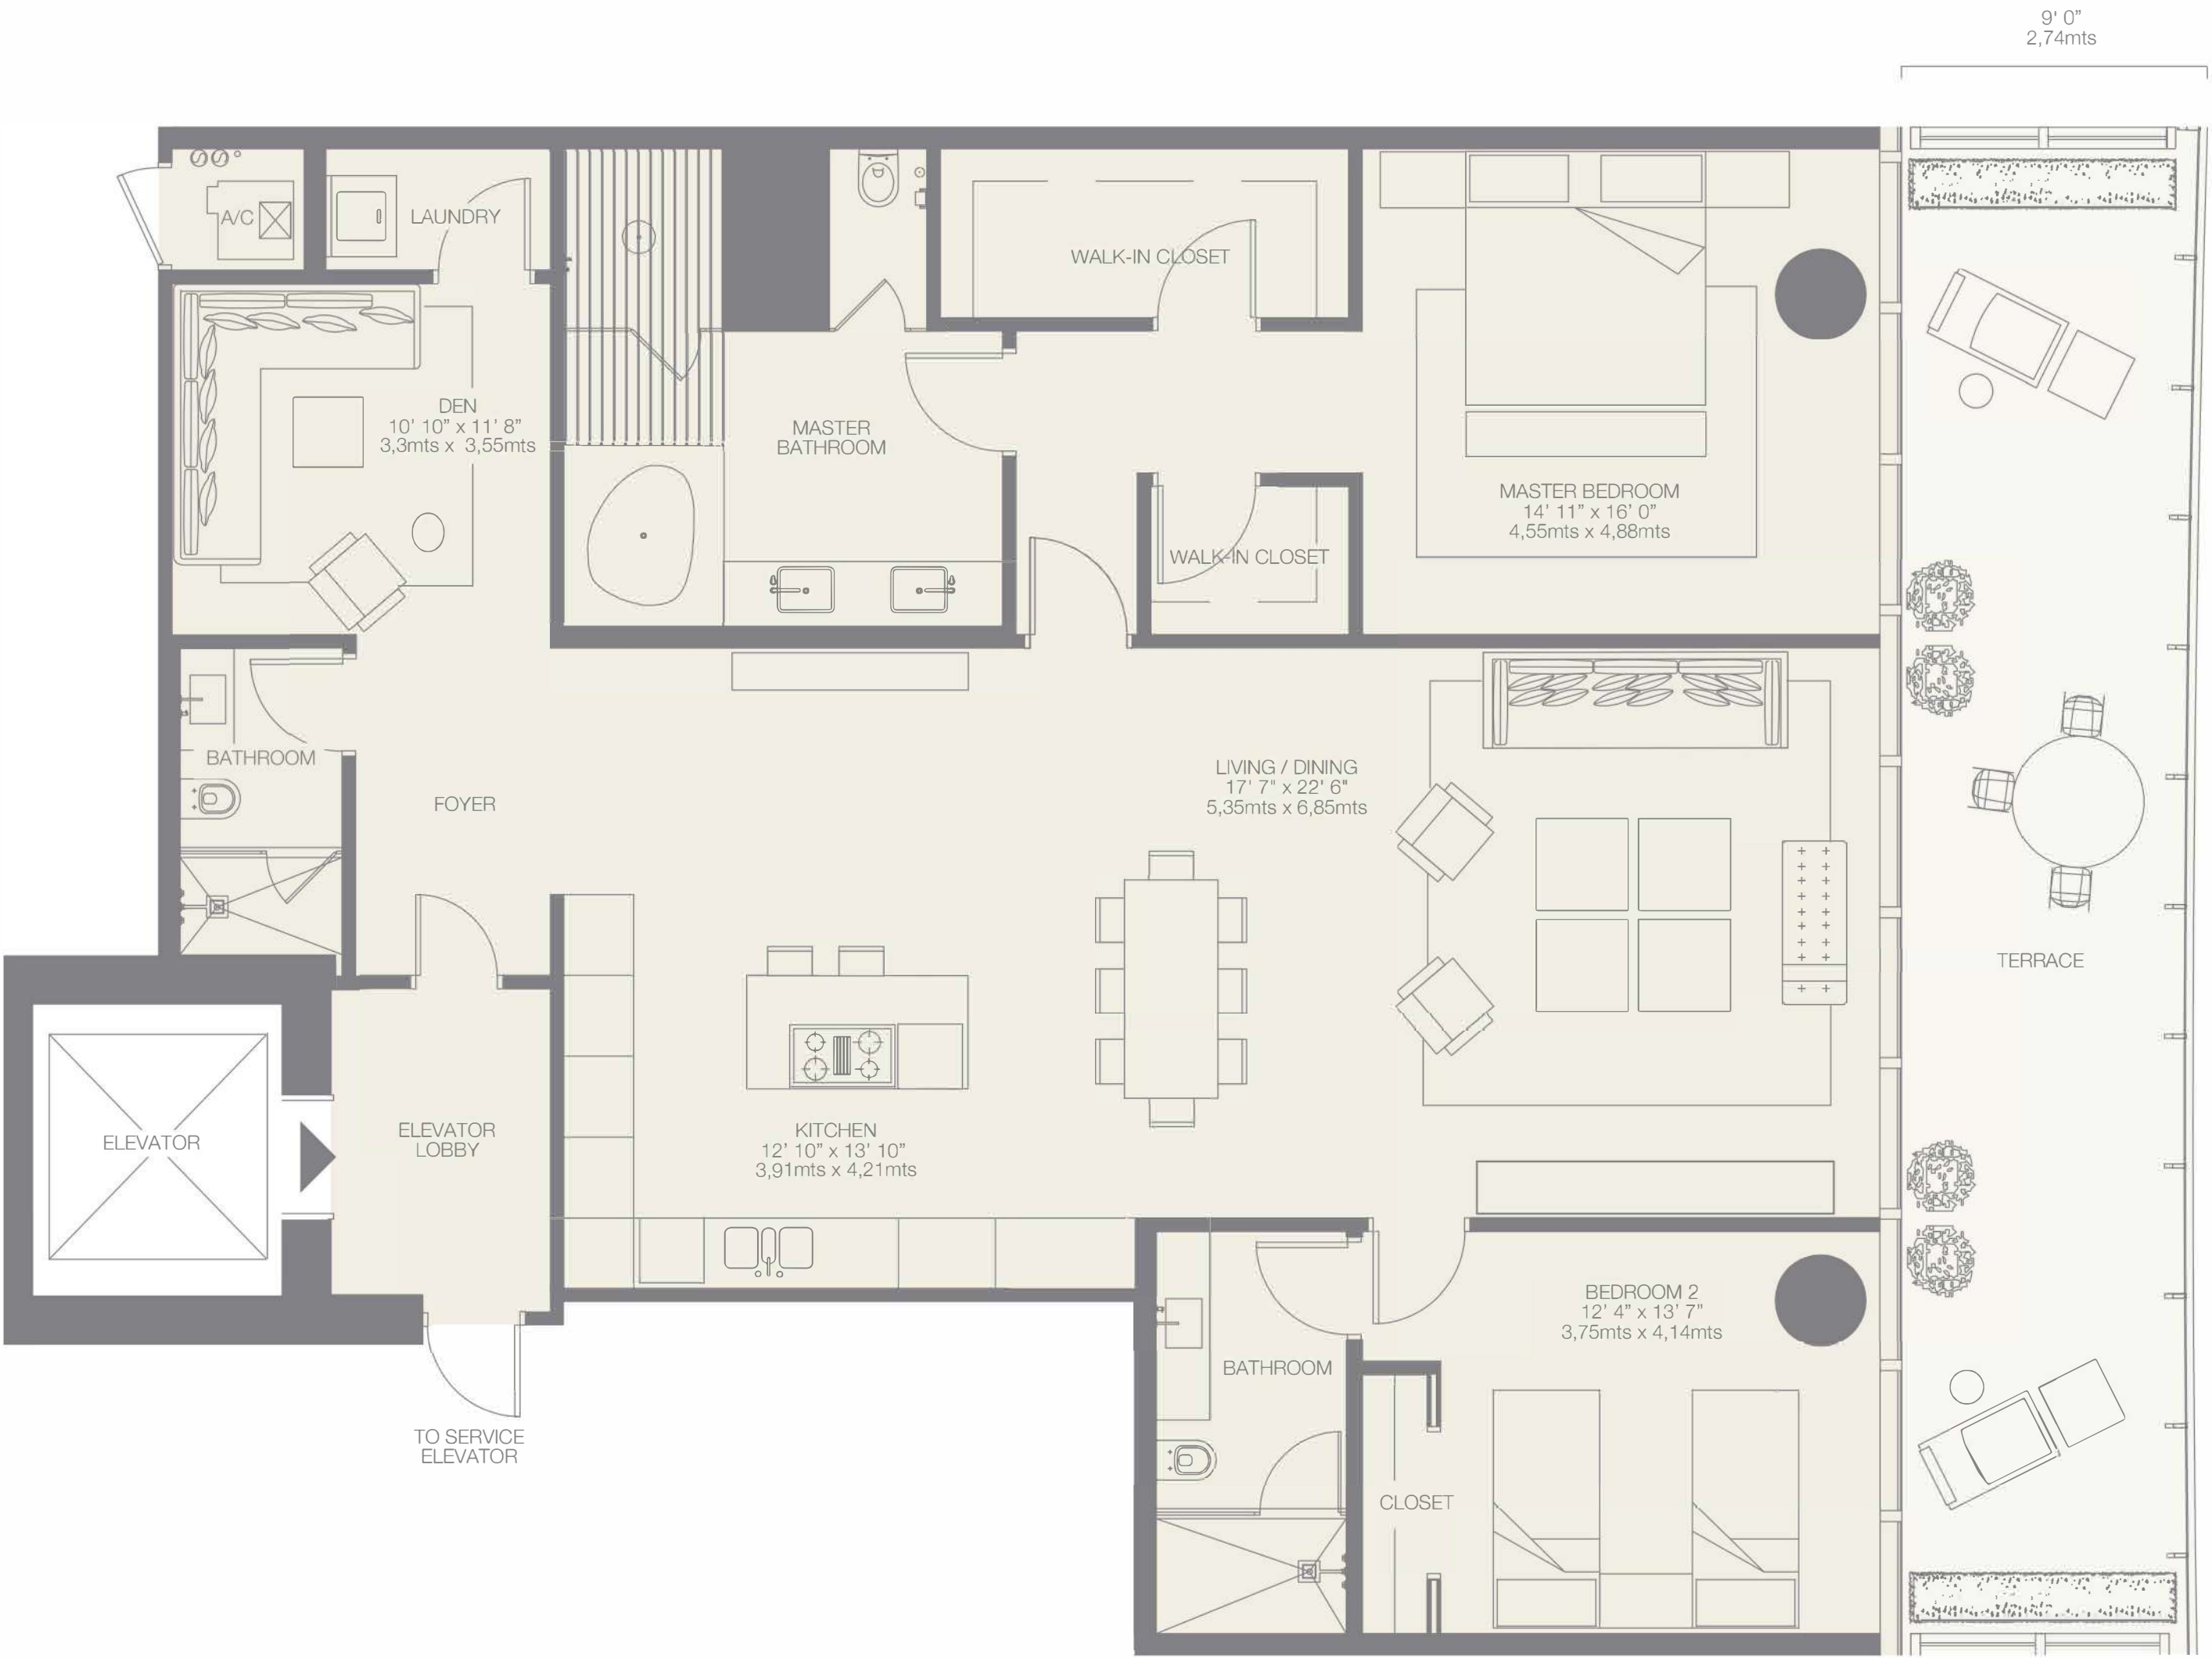 9' 0”
2,74mts
A/C
LAUNDRY
WALK-IN CLOSET
DEN
10' 10” x 11' 8”
3,3mts x 3,55mts
MASTER
BATHROOM
MASTER BEDROOM
14' 11” x 16' 0”
4,55mts x 4,88mts
WALK-IN CLOSET
BATHROOM
FOYER
LIVING / DINING
17' 7" x 22' 6"
5,35mts x 6,85mts
TERRACE
ELEVATOR
ELEVATOR
LOBBY
KITCHEN
12' 10” x 13' 10”
3,91mts x 4,21mts
BEDROOM 2
12' 4” x 13' 7”
3,75mts x 4,14mts
BATHROOM
TO SERVICE
ELEVATOR
CLOSET